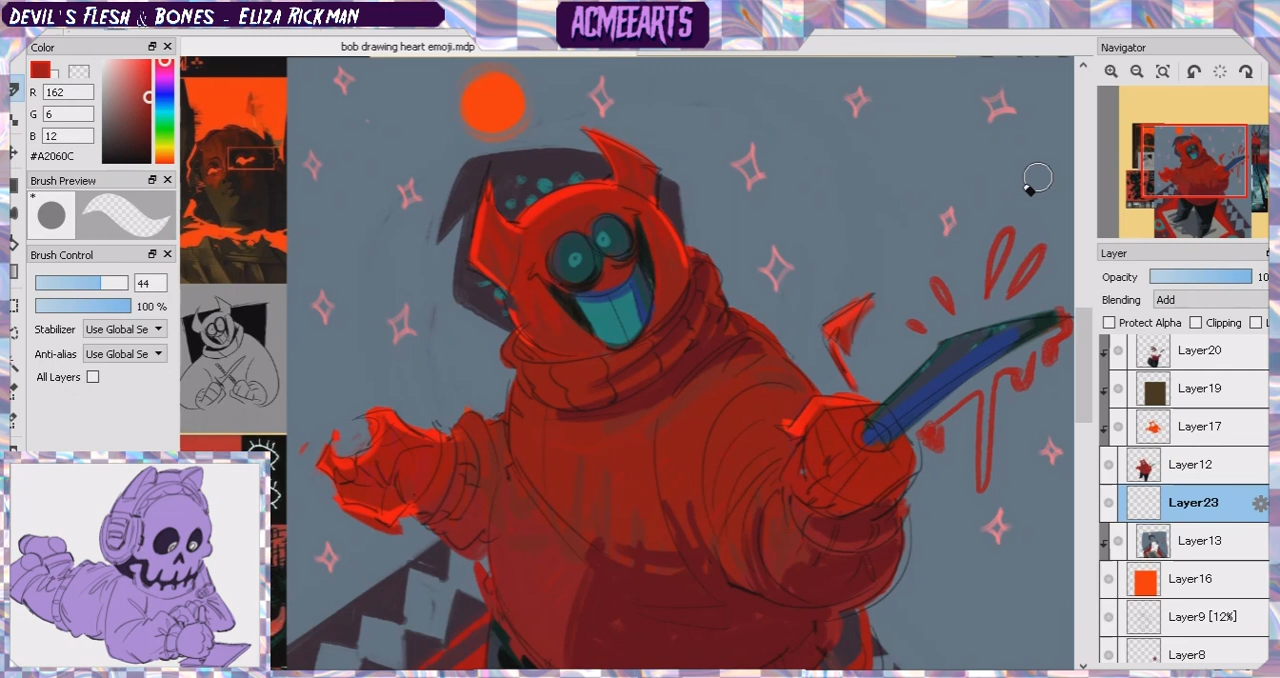 DEVIL'S FLESH & BONES - ELIZA RICKMAN
ACMEEARTS
bob drawing heart emoji.mdp
Color
R 162
G 6
B 12
#A2060C
Brush Preview
*
Brush Control
44
100 %
Stabilizer Use Global Se
Anti-alias Use Global Se
All Layers
Navigator
Layer
Opacity 10
Blending Add
Protect Alpha Clipping L
Layer20
Layer19
Layer17
Layer12
Layer23
Layer13
Layer16
Layer9 [12%]
Layer8